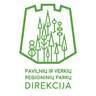 PAVILNIŲ IR VERKIŲ
REGIONINIŲ PARKŲ
DIREKCIJA